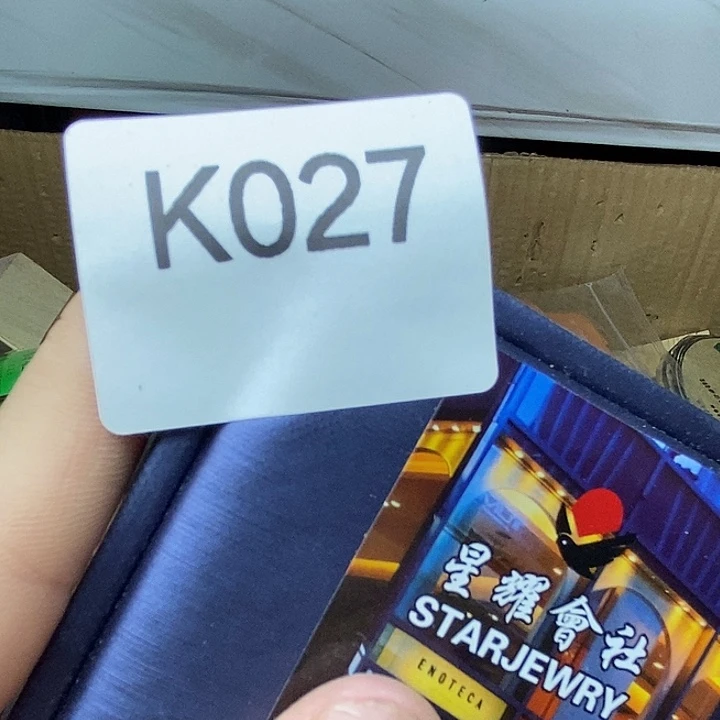 K027
星耀會社
STARJEWRY
ENOTECA